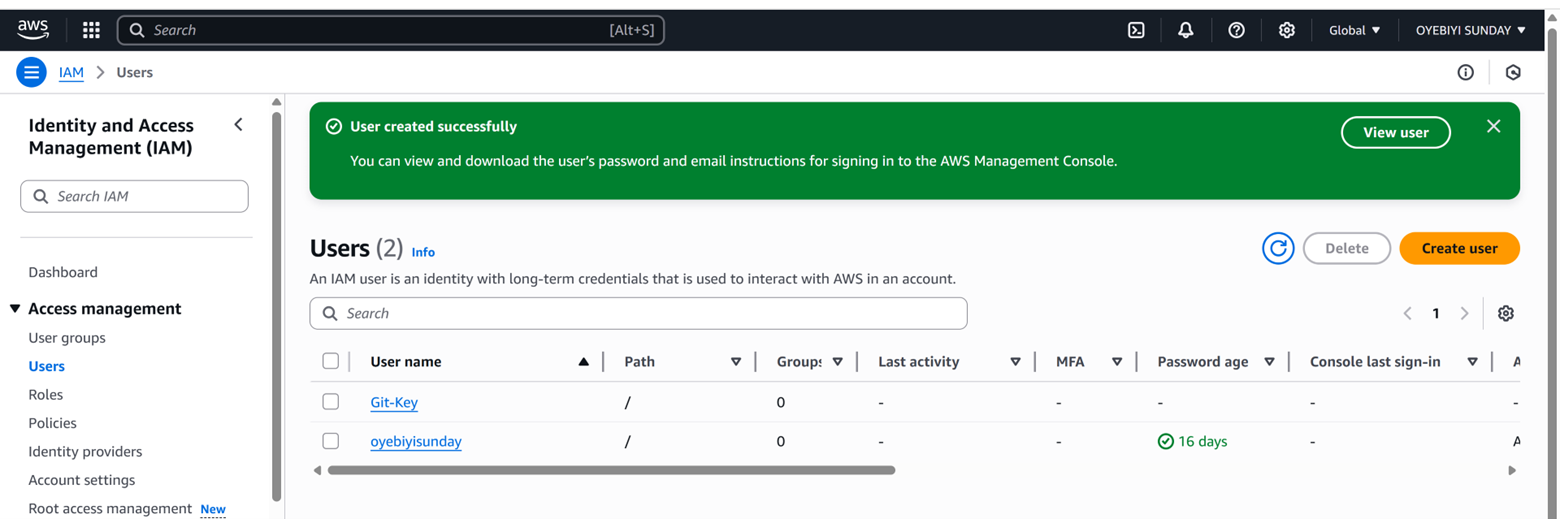 aws
Search [Alt+S]
Global
OYEBIYI SUNDAY
IAM > Users
Identity and Access
Management (IAM)
Search IAM
Dashboard
Access management
User groups
Users
Roles
Policies
Identity providers
Account settings
Root access management New
User created successfully
View user
You can view and download the user's password and email instructions for signing in to the AWS Management Console.
Users (2) Info
Delete
Create user
An IAM user is an identity with long-term credentials that is used to interact with AWS in an account.
Search
1
User name Path Groups Last activity MFA Password age Console last sign-in A
Git-Key / 0 - - - - -
oyebiyisunday / 0 - - 16 days - A